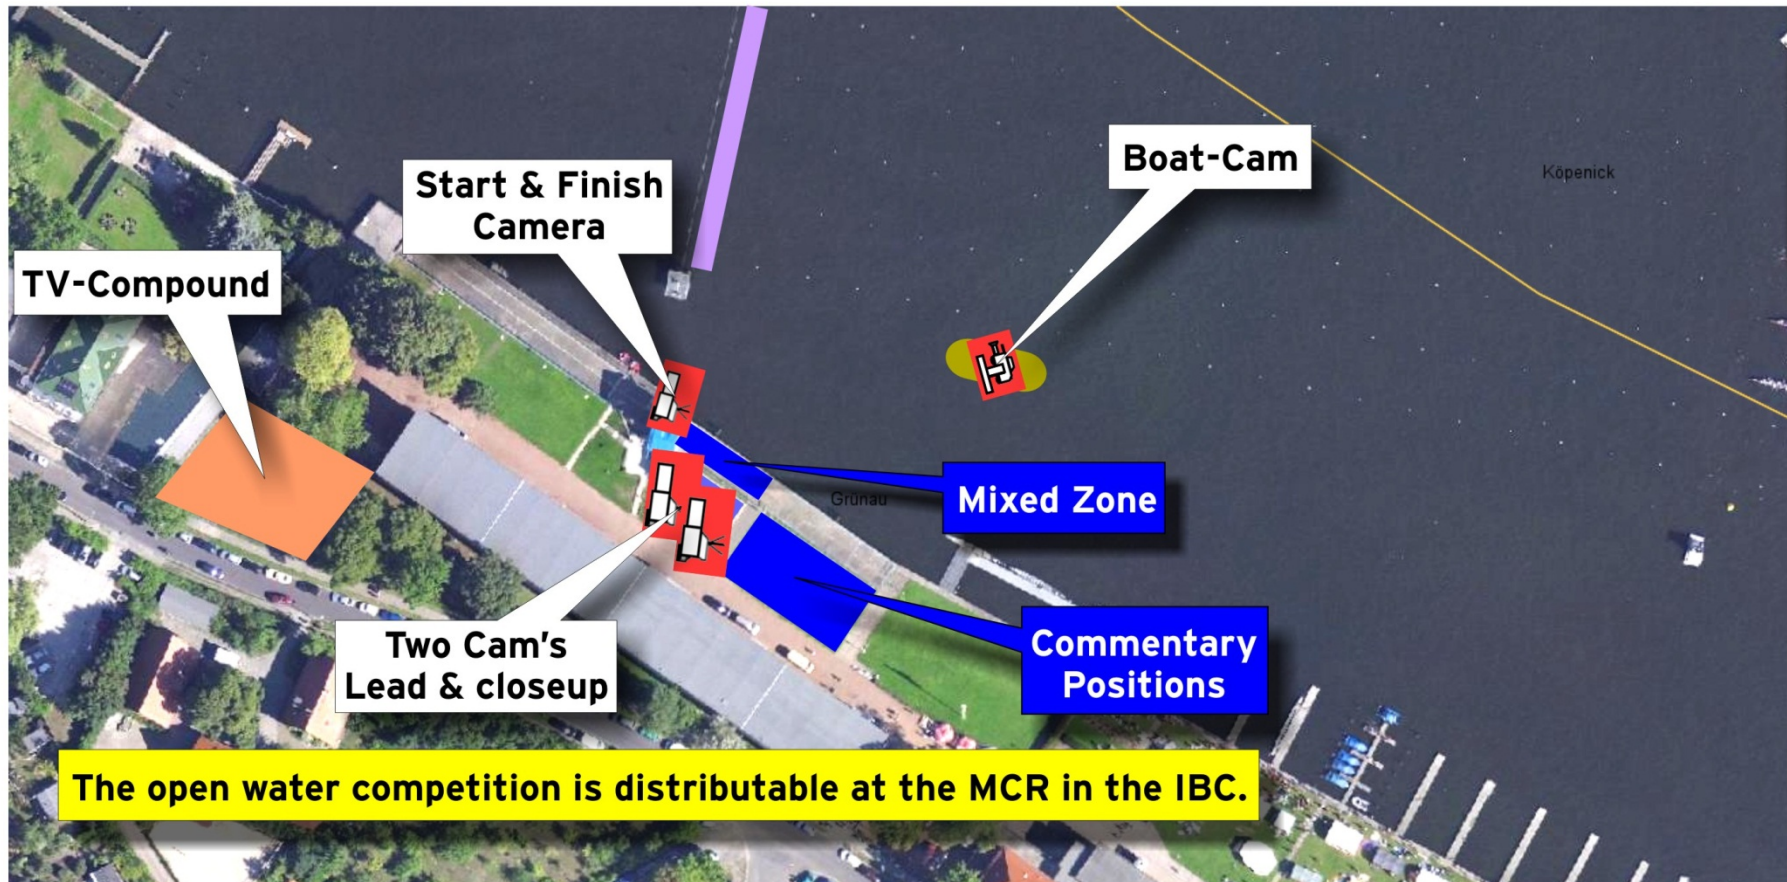 Boat-Cam
Köpenick
Start & Finish
Camera
TV-Compound
Mixed Zone
Grünau
Two Cam's
Lead & closeup
Commentary
Positions
The open water competition is distributable at the MCR in the IBC.